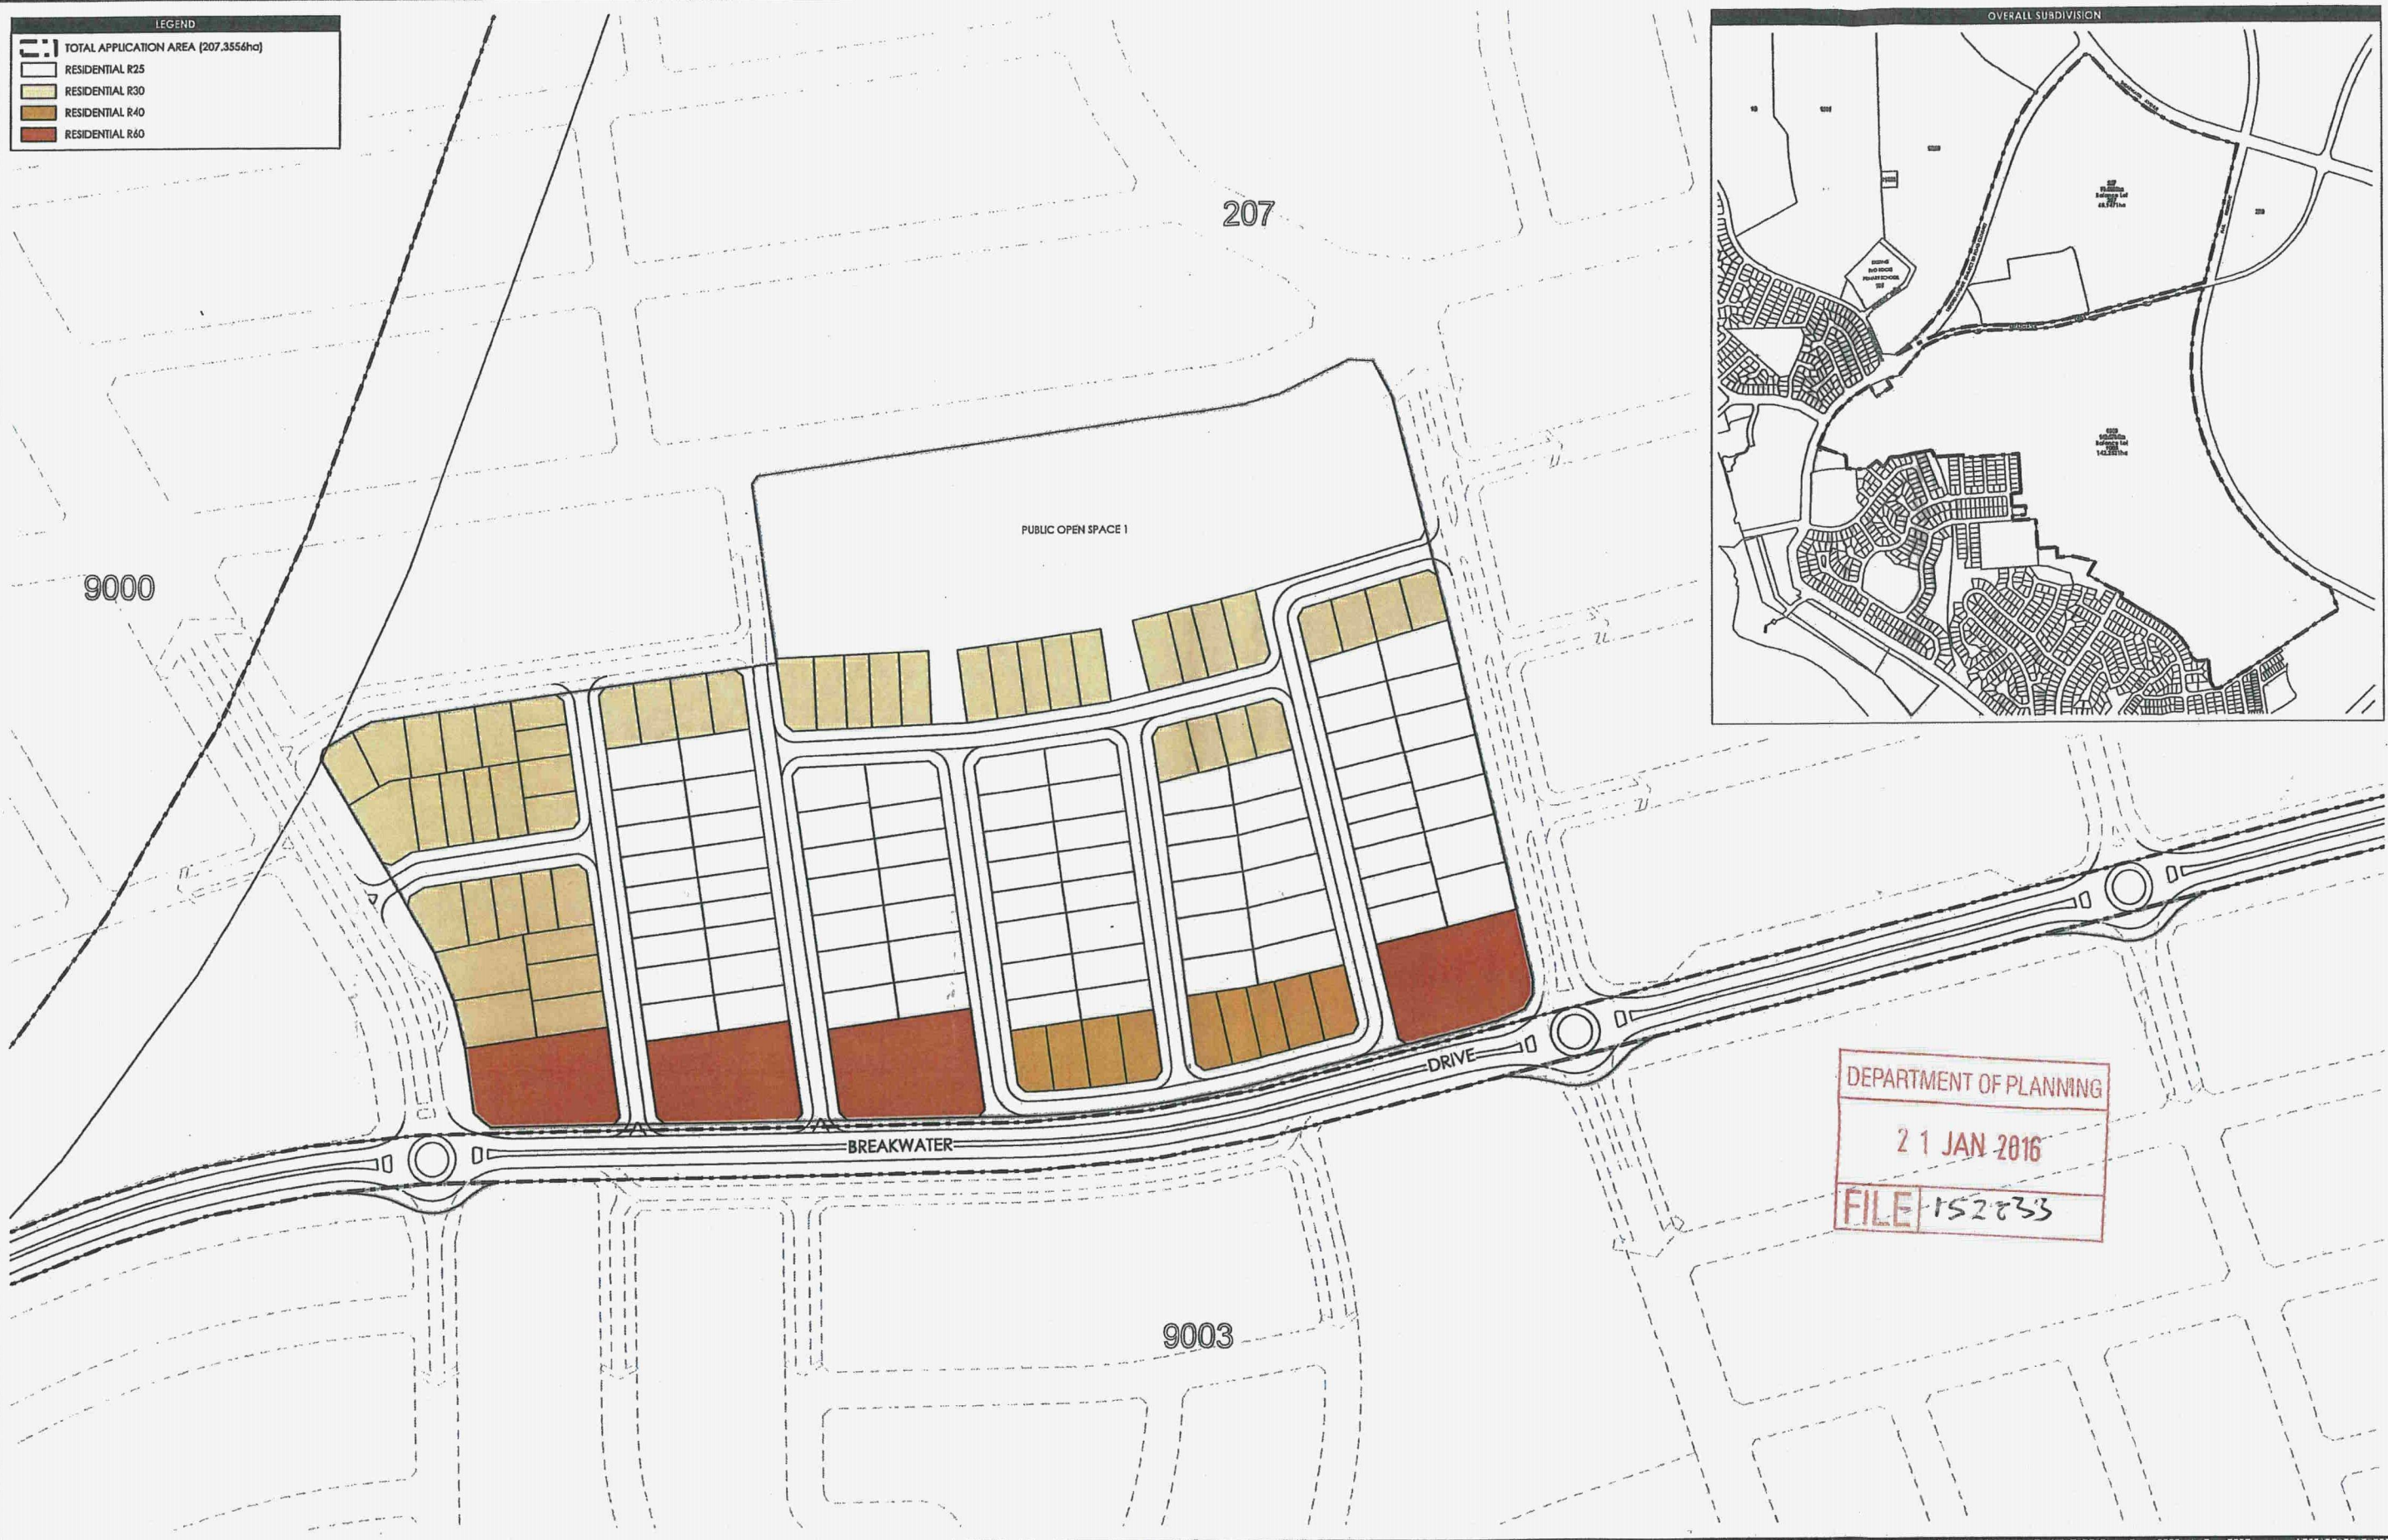 LEGEND
TOTAL APPLICATION AREA (207.3556ha)
RESIDENTIAL R25
RESIDENTIAL R30
RESIDENTIAL R40
RESIDENTIAL R60
OVERALL SUBDIVISION
207
PUBLIC OPEN SPACE 1
9000
DRIVE
BREAKWATER
9003
DEPARTMENT OF PLANNING
21 JAN 2016
FILE